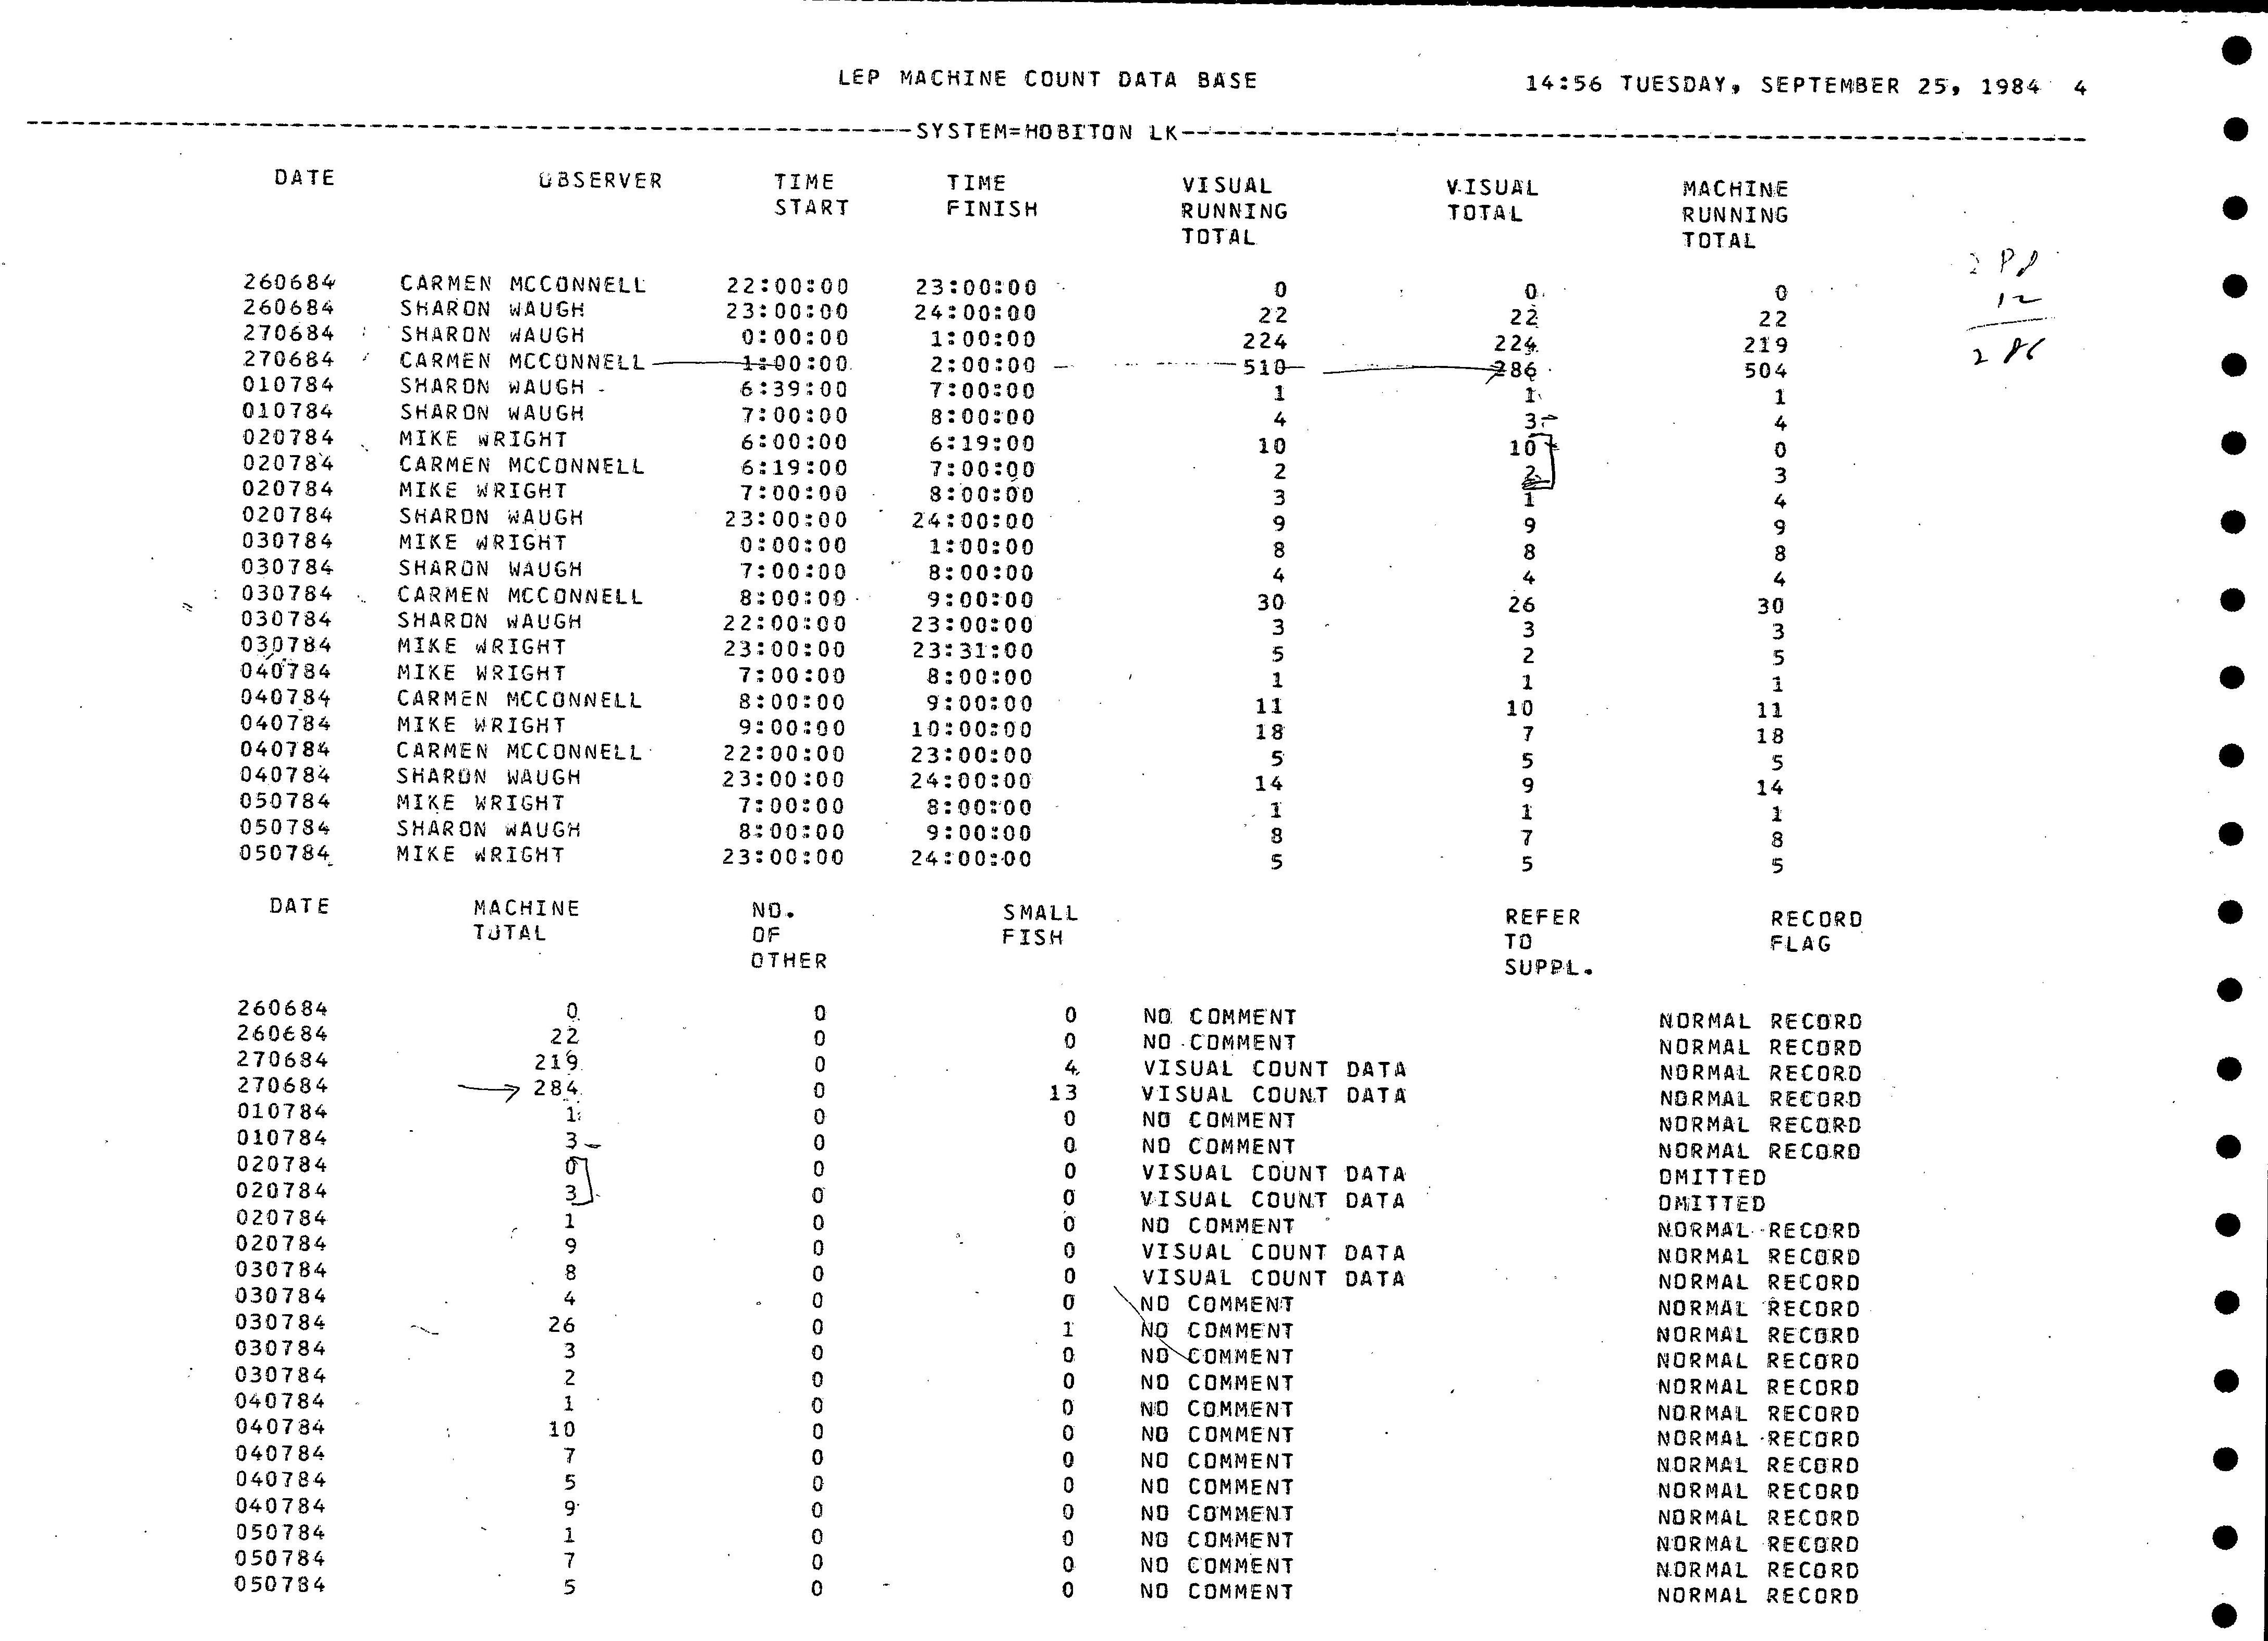 LEP MACHINE COUNT DATA BASE 14:56 TUESDAY, SEPTEMBER 25, 1984 4
SYSTEM=HOBITON LK
DATE OBSERVER TIME TIME VISUAL VISUAL MACHINE
START FINISH RUNNING TOTAL RUNNING
TOTAL TOTAL
260684 CARMEN MCCONNELL 22:00:00 23:00:00 0 0 0
260684 SHARON WAUGH 23:00:00 24:00:00 22 22 22
12
270684 SHARON WAUGH 0:00:00 1:00:00 224 224 219
286
270684 CARMEN MCCONNELL 1:00:00 2:00:00 510 286 504
010784 SHARON WAUGH 6:39:00 7:00:00 1 1 1
010784 SHARON WAUGH 7:00:00 8:00:00 4 3 4
020784 MIKE WRIGHT 6:00:00 6:19:00 10 10 0
020784 CARMEN MCCONNELL 6:19:00 7:00:00 2 2 3
020784 MIKE WRIGHT 7:00:00 8:00:00 3 1 4
020784 SHARON WAUGH 23:00:00 24:00:00 9 9 9
030784 MIKE WRIGHT 0:00:00 1:00:00 8 8 8
030784 SHARON WAUGH 7:00:00 8:00:00 4 4 4
030784 CARMEN MCCONNELL 8:00:00 9:00:00 30 26 30
030784 SHARON WAUGH 22:00:00 23:00:00 3 3 3
030784 MIKE WRIGHT 23:00:00 23:31:00 5 2 5
040784 MIKE WRIGHT 7:00:00 8:00:00 1 1 1
040784 CARMEN MCCONNELL 8:00:00 9:00:00 11 10 11
040784 MIKE WRIGHT 9:00:00 10:00:00 18 7 18
040784 CARMEN MCCONNELL 22:00:00 23:00:00 5 5 5
040784 SHARON WAUGH 23:00:00 24:00:00 14 9 14
050784 MIKE WRIGHT 7:00:00 8:00:00 1 1 1
050784 SHARON WAUGH 8:00:00 9:00:00 8 7 8
050784 MIKE WRIGHT 23:00:00 24:00:00 5 5 5
DATE MACHINE NO. SMALL REFER RECORD
TOTAL OF FISH TO FLAG
OTHER SUPPL.
260684 0 0 0 NO COMMENT NORMAL RECORD
260684 22 0 0 NO COMMENT NORMAL RECORD
270684 219 0 4 VISUAL COUNT DATA NORMAL RECORD
270684 284 0 13 VISUAL COUNT DATA NORMAL RECORD
010784 1 0 0 NO COMMENT NORMAL RECORD
010784 3 0 0 NO COMMENT NORMAL RECORD
020784 0 0 0 VISUAL COUNT DATA OMITTED
020784 3 0 0 VISUAL COUNT DATA OMITTED
020784 1 0 0 NO COMMENT NORMAL RECORD
020784 9 0 0 VISUAL COUNT DATA NORMAL RECORD
030784 8 0 0 VISUAL COUNT DATA NORMAL RECORD
030784 4 0 0 NO COMMENT NORMAL RECORD
030784 26 0 1 NO COMMENT NORMAL RECORD
030784 3 0 0 NO COMMENT NORMAL RECORD
030784 2 0 0 NO COMMENT NORMAL RECORD
040784 1 0 0 NO COMMENT NORMAL RECORD
040784 10 0 0 NO COMMENT NORMAL RECORD
040784 7 0 0 NO COMMENT NORMAL RECORD
040784 5 0 0 NO COMMENT NORMAL RECORD
040784 9 0 0 NO COMMENT NORMAL RECORD
050784 1 0 0 NO COMMENT NORMAL RECORD
050784 7 0 0 NO COMMENT NORMAL RECORD
050784 5 0 0 NO COMMENT NORMAL RECORD